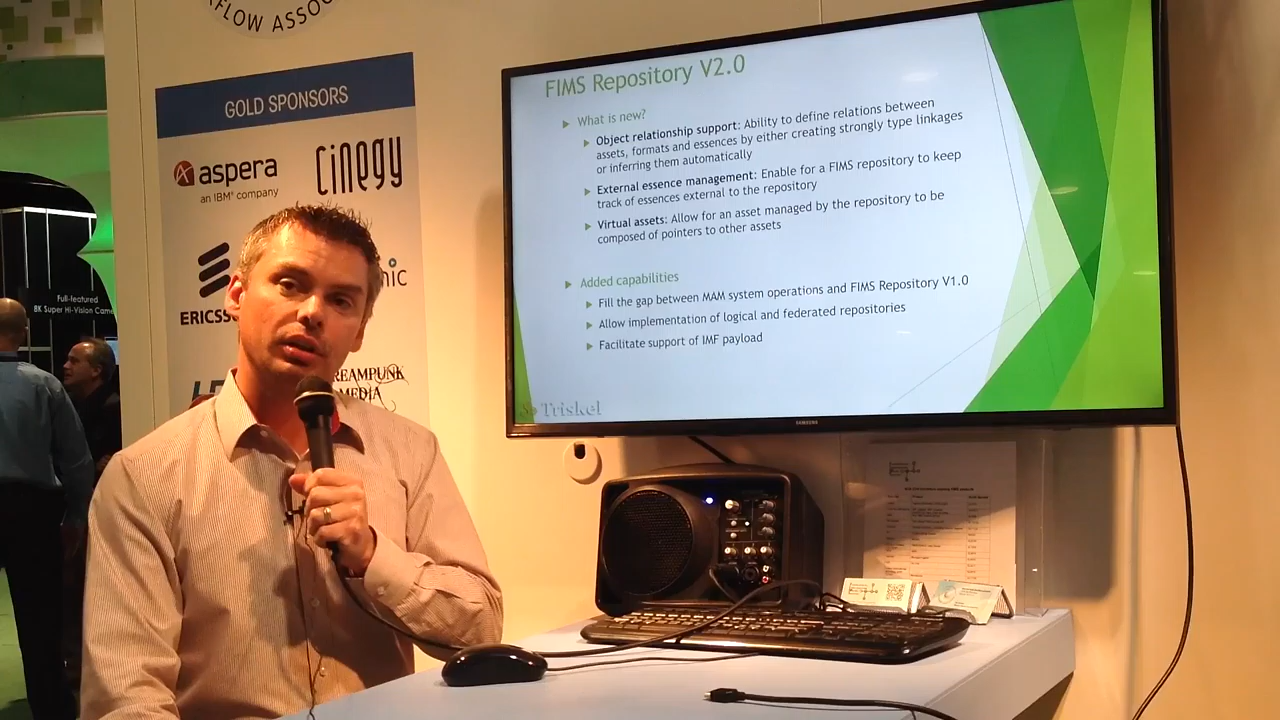 FLOW ASSOC
GOLD SPONSORS
aspera
an IBM® company
cinegy
ERICSS
nic
REAMPUNK
MEDIA
Full-featured
8K Super Hi-Vision Came
FIMS Repository V2.0
What is new?
Object relationship support: Ability to define relations between
assets, formats and essences by either creating strongly type linkages
or inferring them automatically
External essence management: Enable for a FIMS repository to keep
track of essences external to the repository
Virtual assets: Allow for an asset managed by the repository to be
composed of pointers to other assets
Added capabilities
Fill the gap between MAM system operations and FIMS Repository V1.0
Allow implementation of logical and federated repositories
Facilitate support of IMF payload
Triskel
SAMSUNG